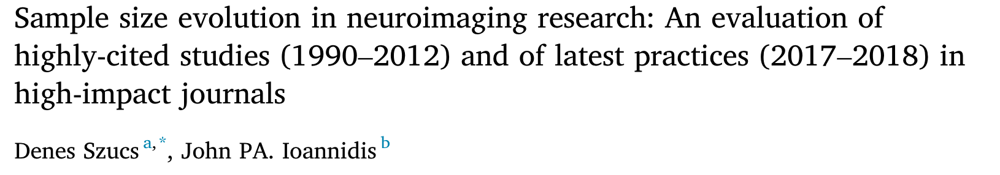 Sample size evolution in neuroimaging research: An evaluation of
highly-cited studies (1990–2012) and of latest practices (2017–2018) in
high-impact journals
Denes Szucs a,*, John PA. Ioannidis b